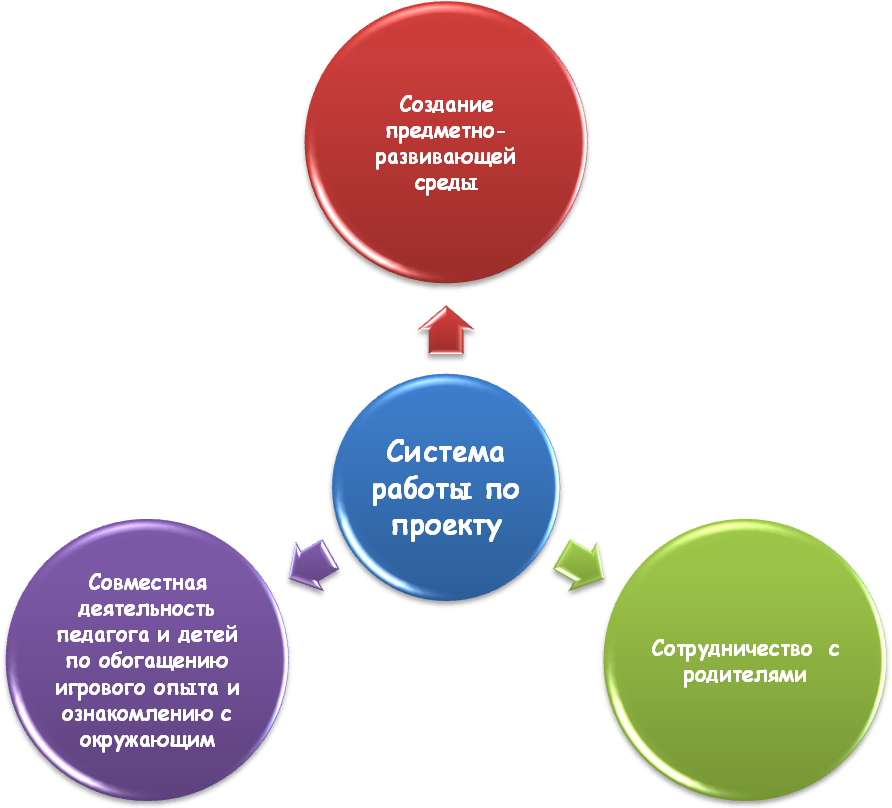 Создание
предметно-
развивающей
среды
Система
работы по
проекту
Совместная
деятельность
педагога и детей
по обогащению
игрового опыта и
ознакомлению с
окружающим
Сотрудничество с
родителями